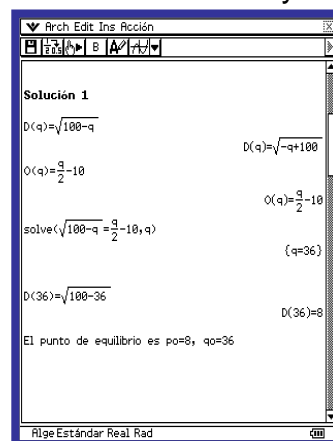 Arch Edit Ins Acción
B
Solución 1
D(q)=√100-q
D(q)=√-q+100
O(q)=q/2-10
O(q)=q/2-10
solve(√100-q=q/2-10,q)
{q=36}
D(36)=√100-36
D(36)=8
El punto de equilibrio es po=8, qo=36
Alge Estándar Real Rad